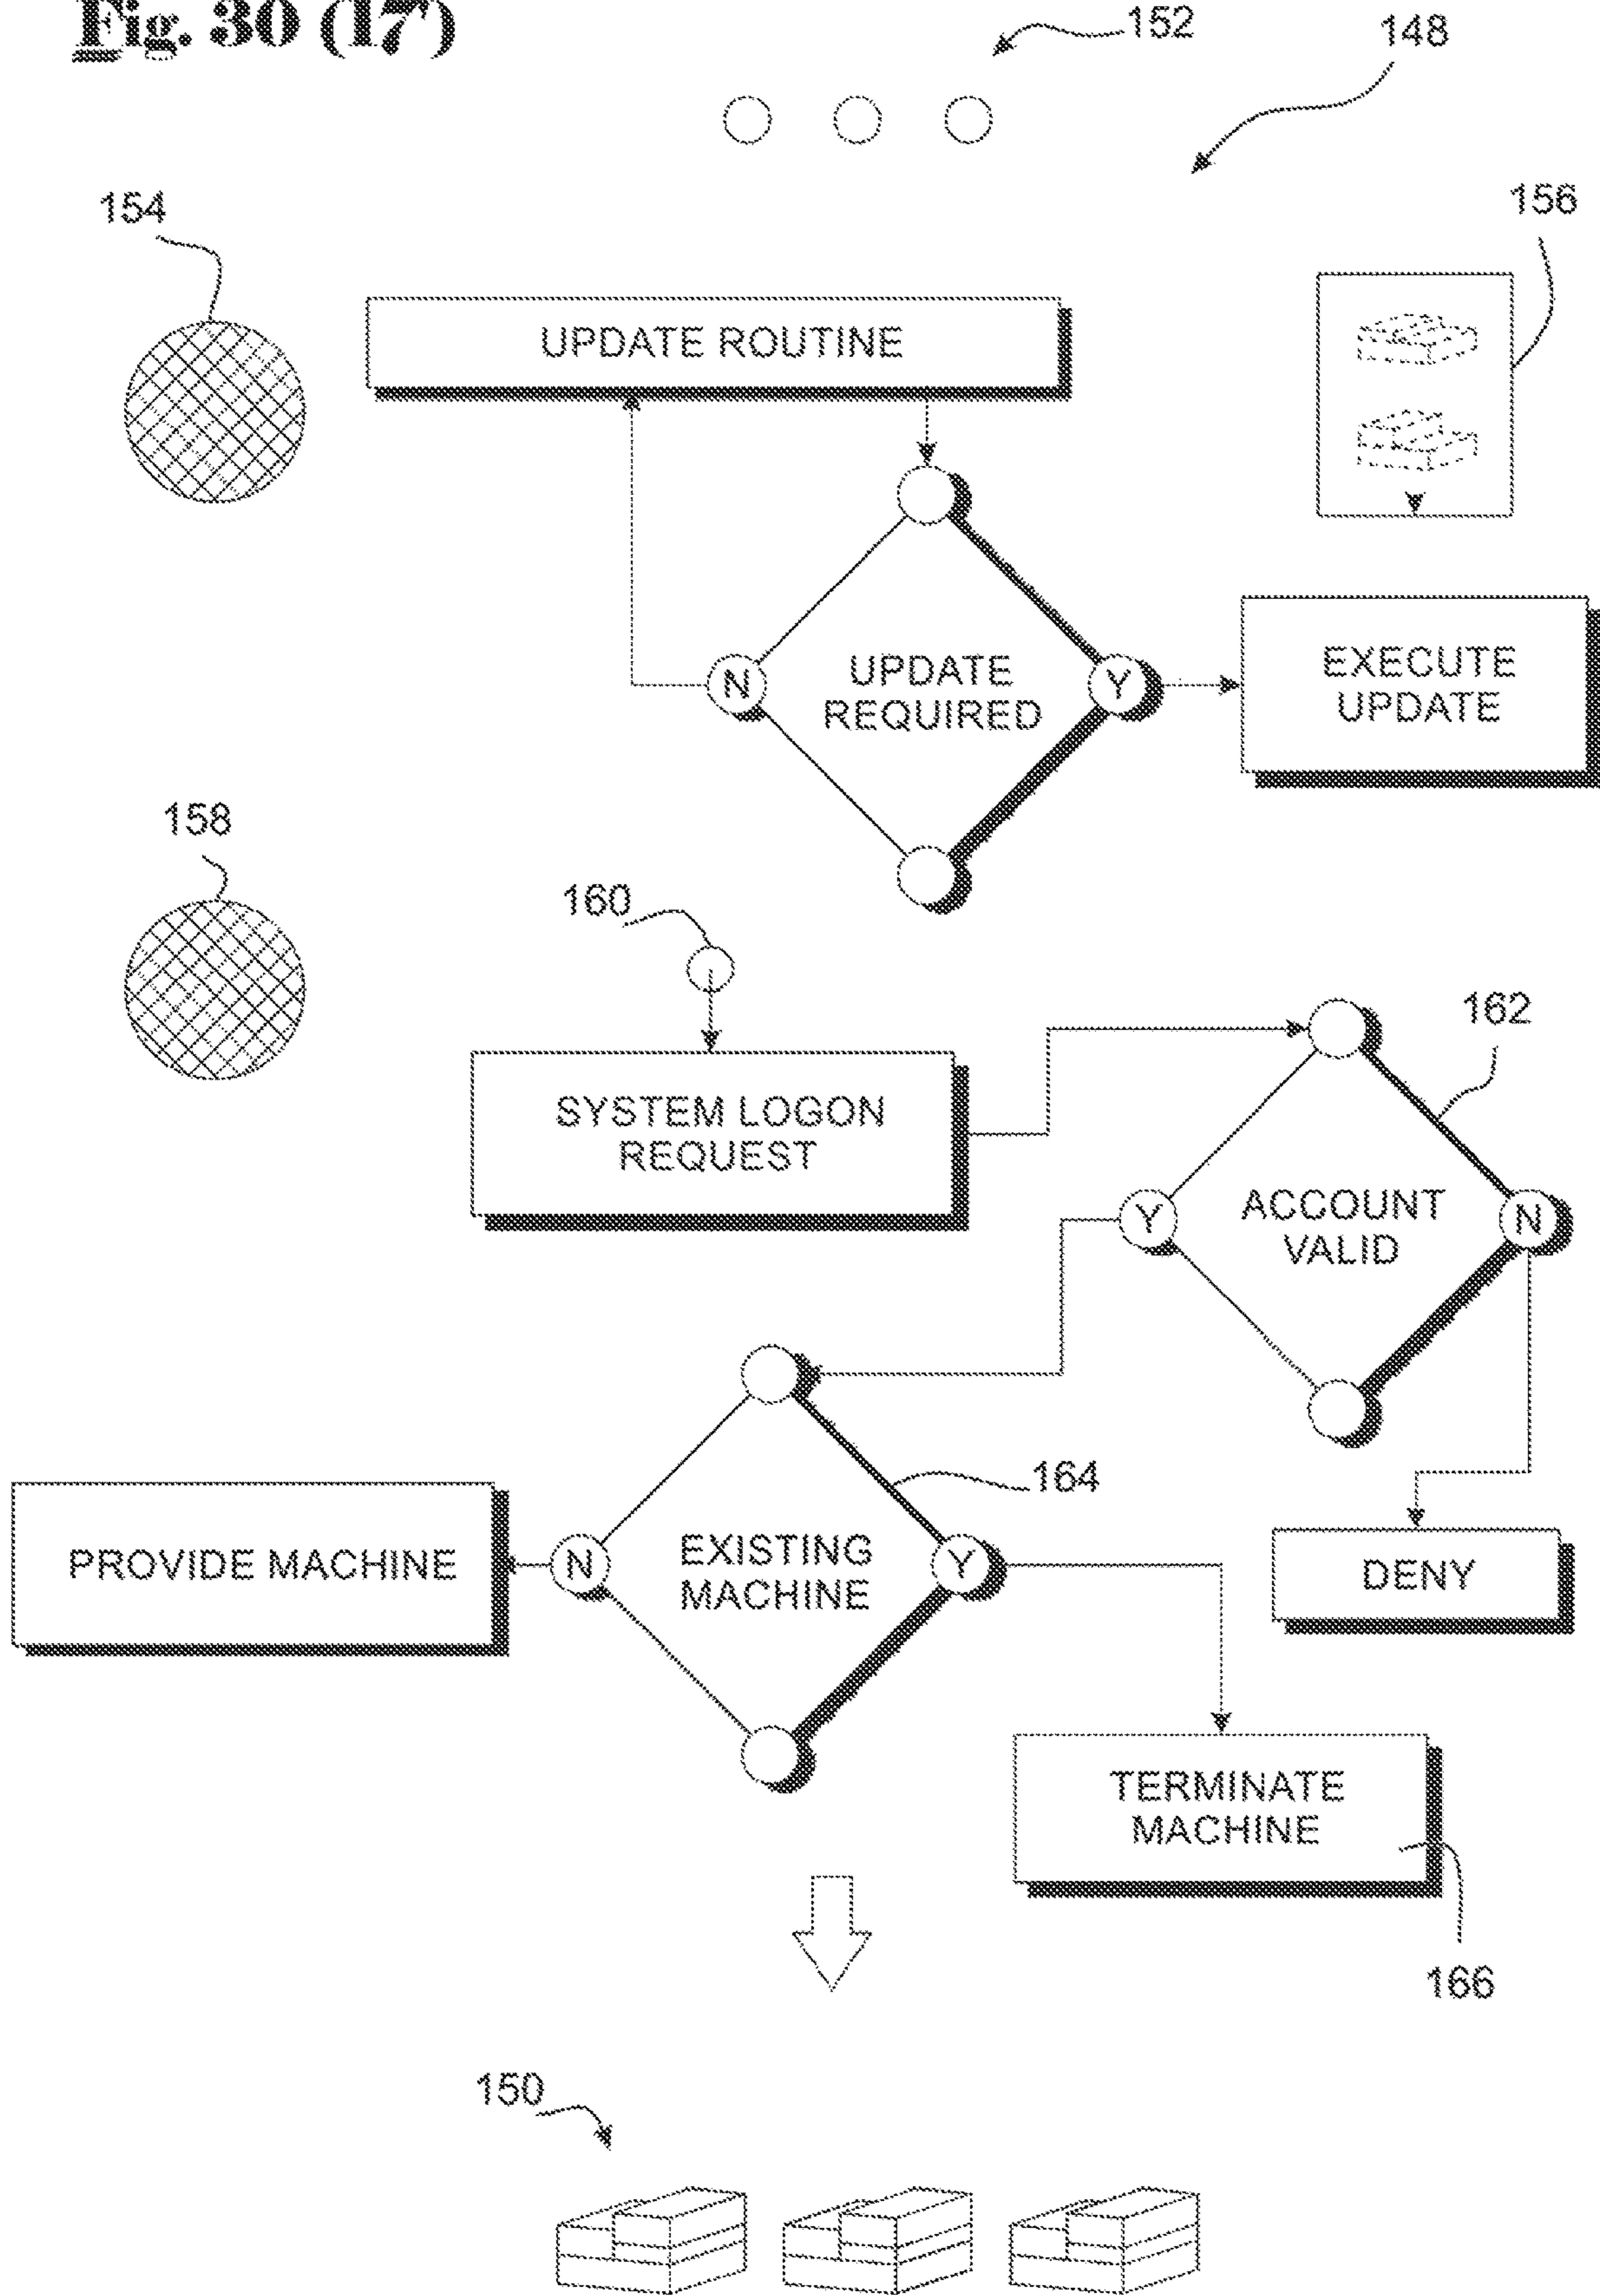 Fig. 30 (17)
152
148
154
156
UPDATE ROUTINE
N
UPDATE
REQUIRED
Y
EXECUTE
UPDATE
158
160
162
SYSTEM LOGON
REQUEST
Y
ACCOUNT
VALID
N
164
PROVIDE MACHINE
N
EXISTING
MACHINE
Y
DENY
TERMINATE
MACHINE
166
150